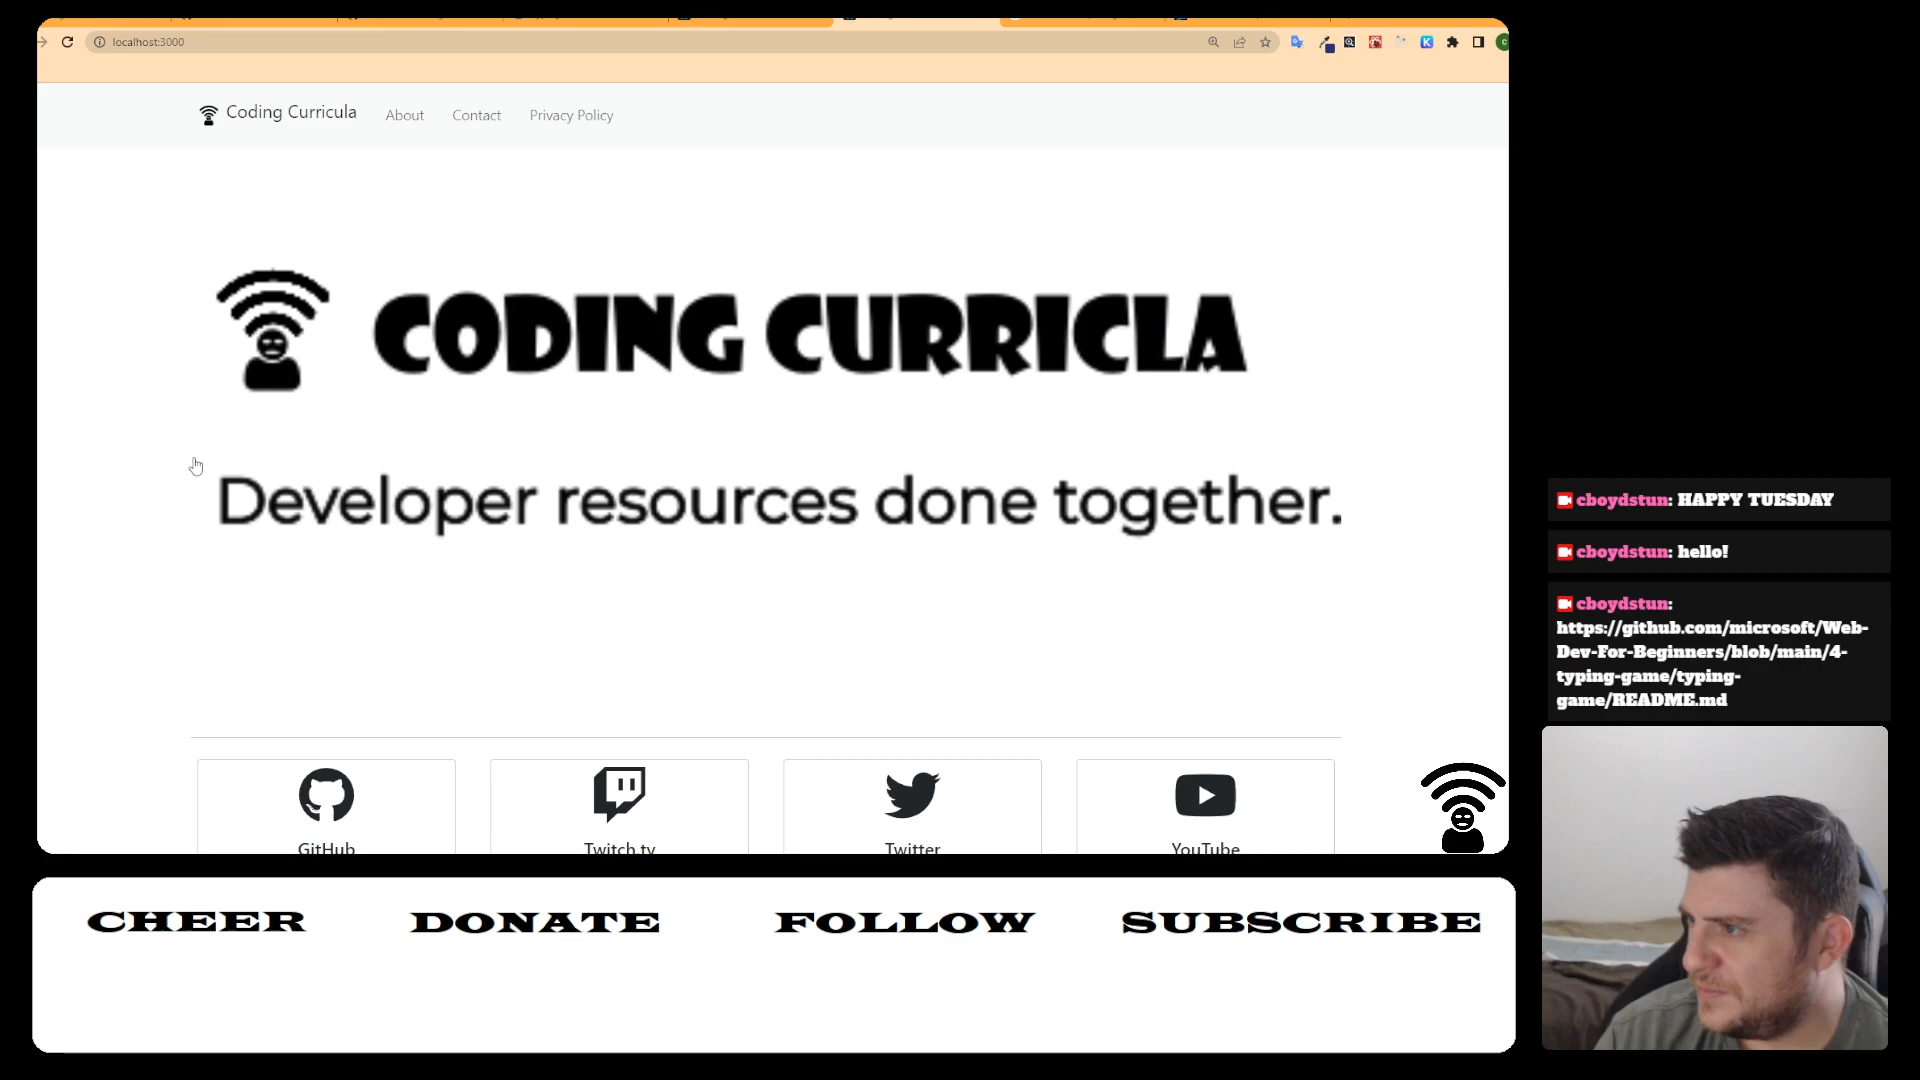 localhost:3000
Coding Curricula
About
Contact
Privacy Policy
CODING CURRICLA
Developer resources done together.
GitHub
Twitch.tv
Twitter
YouTube
cboydstun: HAPPY TUESDAY
cboydstun: hello!
cboydstun:
https://github.com/microsoft/Web-
Dev-For-Beginners/blob/main/4-
typing-game/typing-
game/README.md
CHEER
DONATE
FOLLOW
SUBSCRIBE